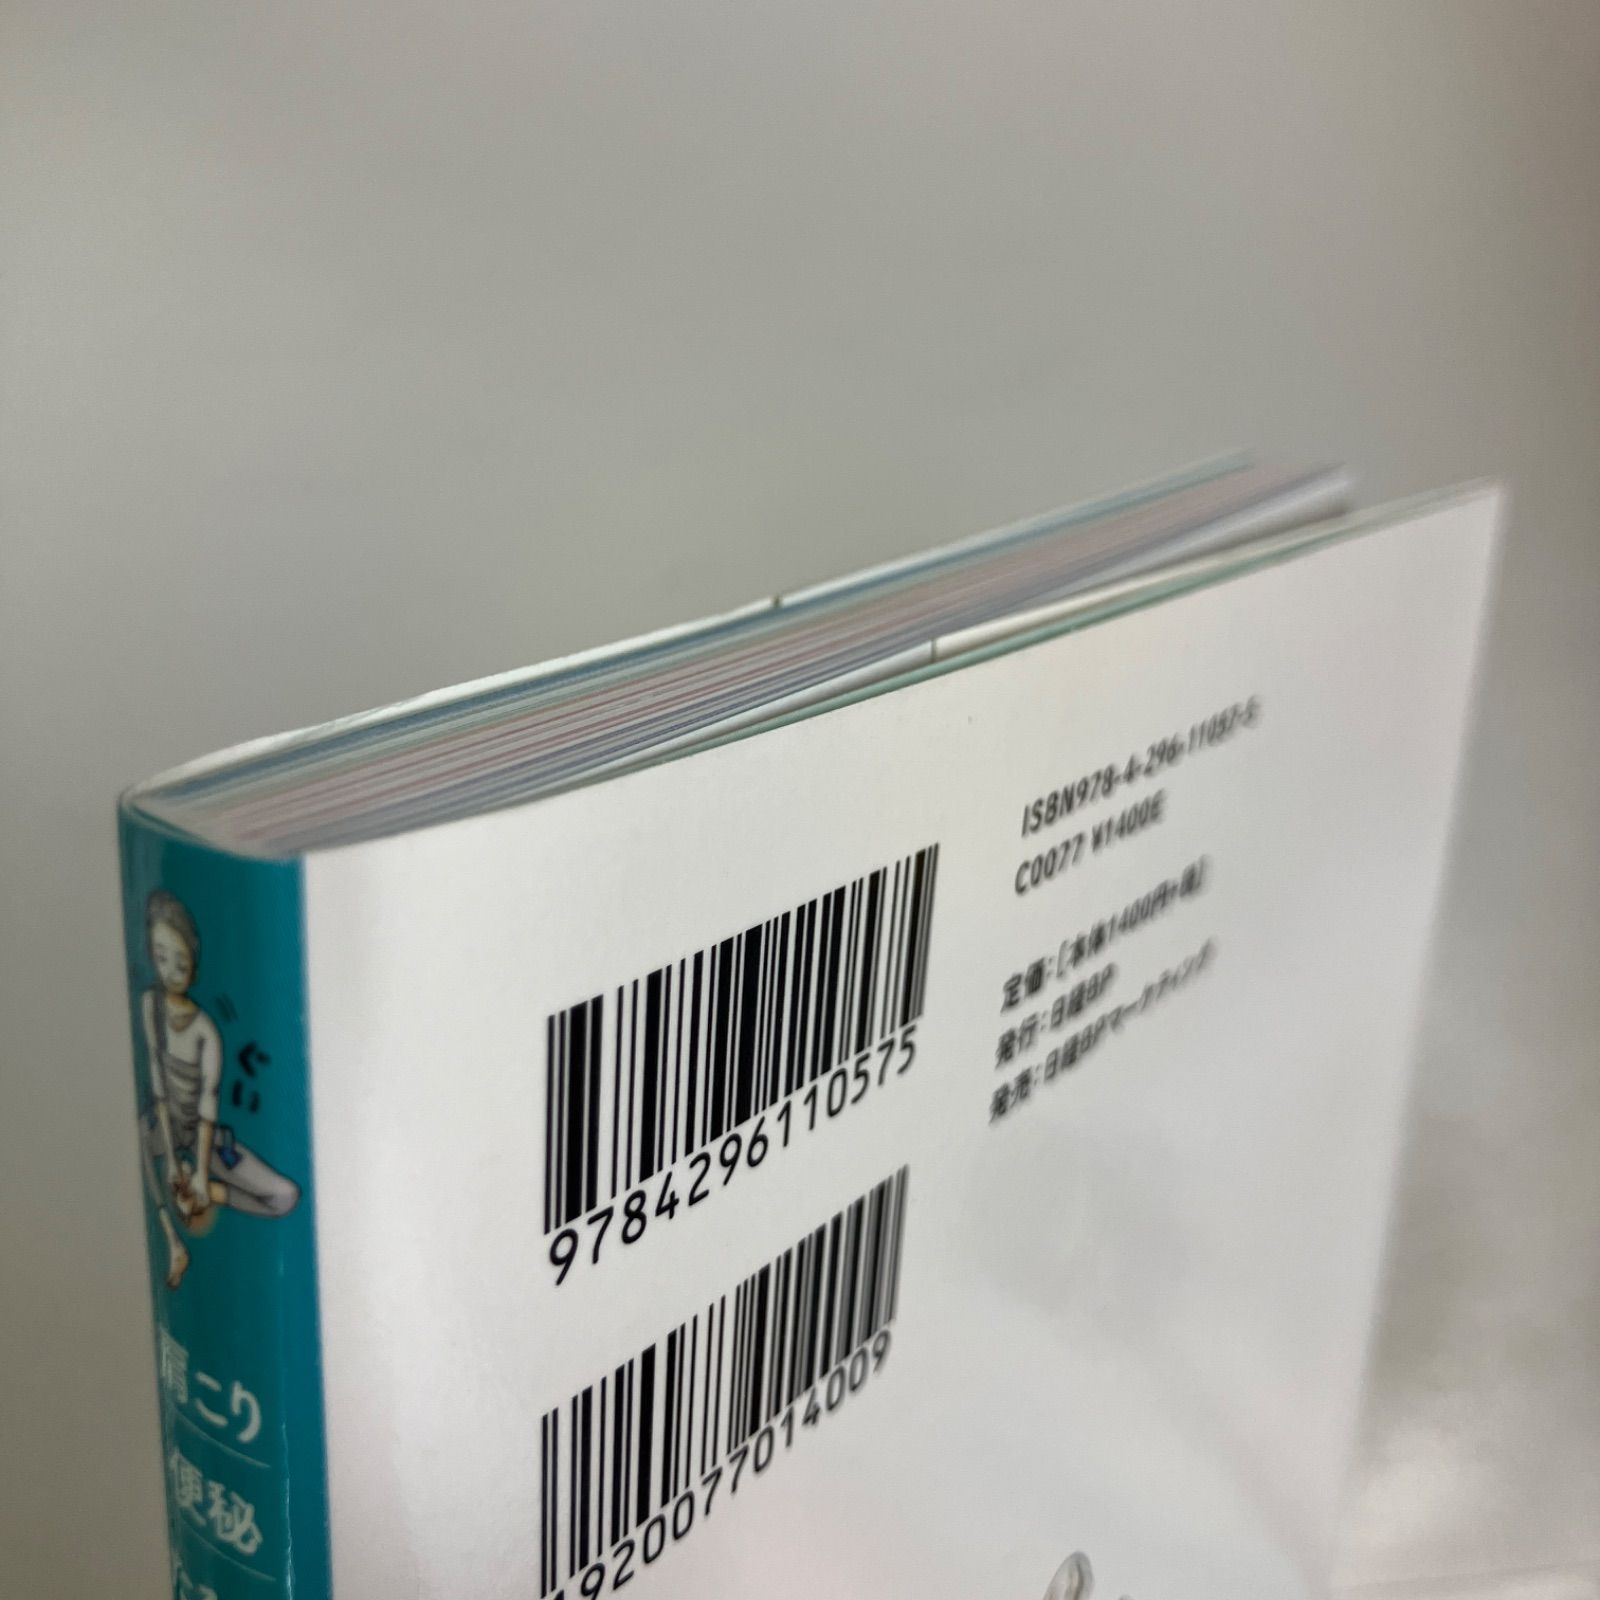 ISBN978-4-296-11057-5
C0077 ¥1400E
定価:[本体1400円+税]
発行:日経BP
発売:日経BPマーケティング
9784296110575
1920077014009
ぐい
肩こり
便秘